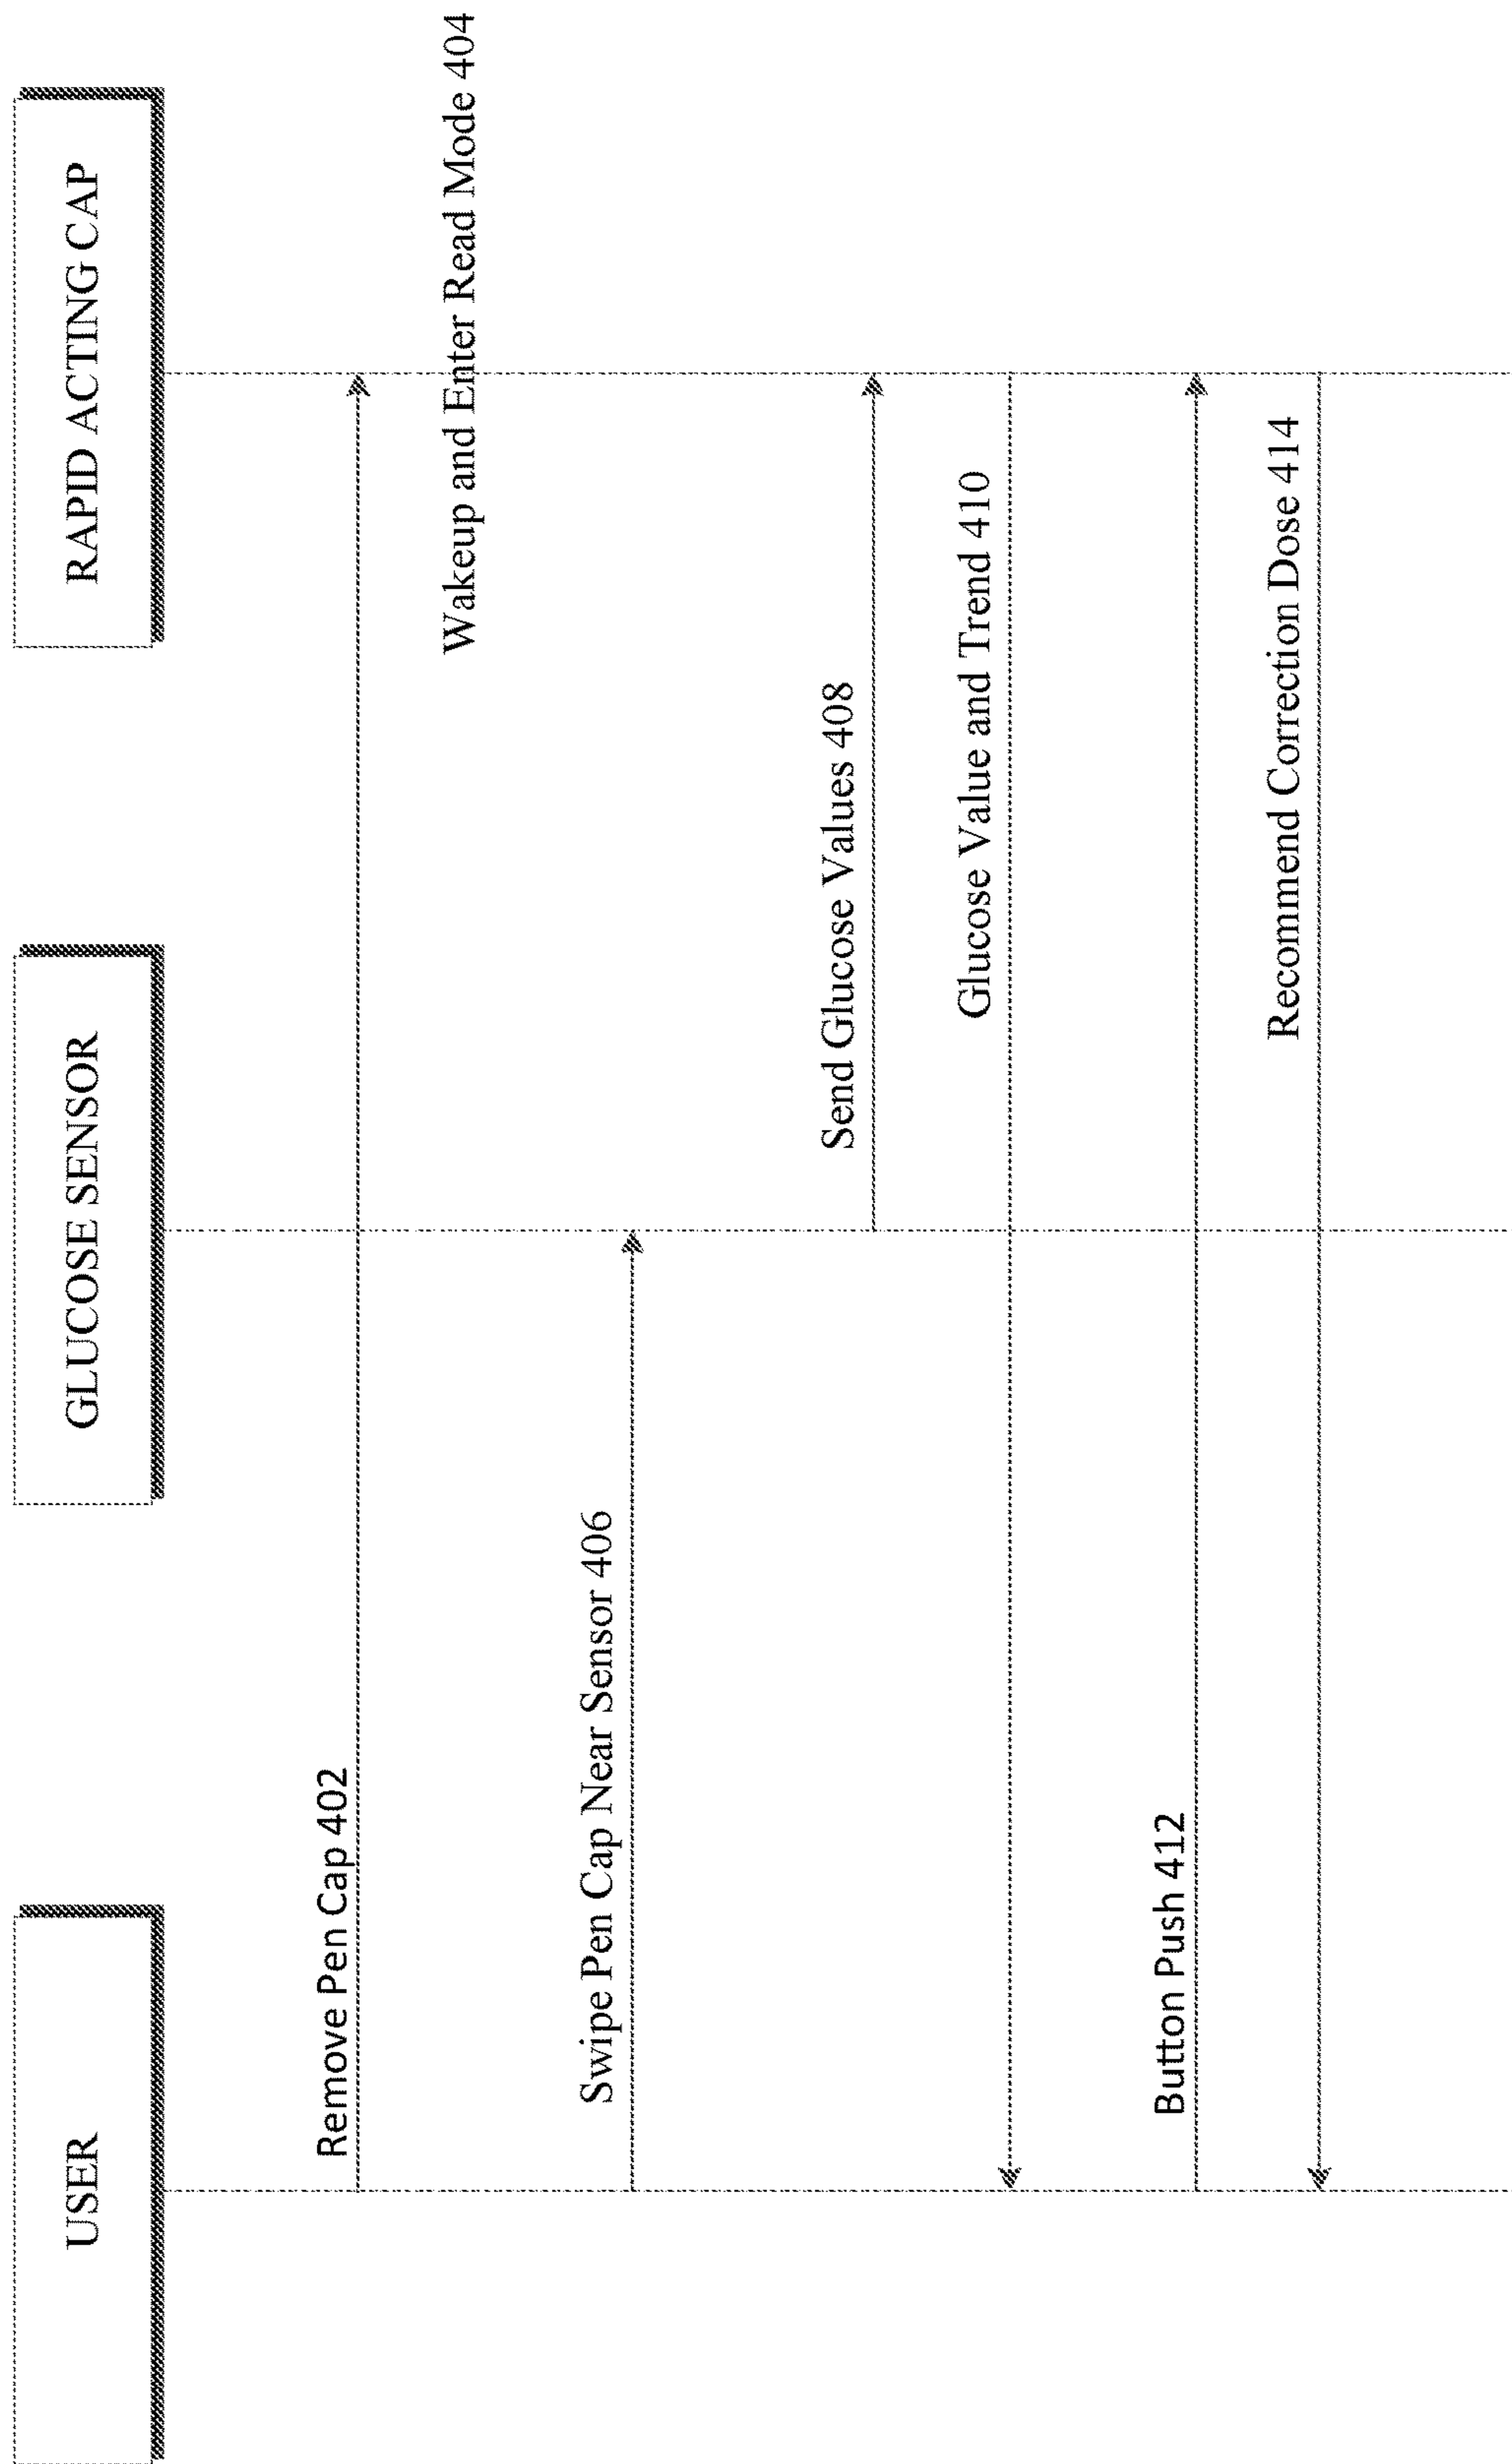 USER
GLUCOSE SENSOR
RAPID ACTING CAP
Remove Pen Cap 402
Wakeup and Enter Read Mode 404
Swipe Pen Cap Near Sensor 406
Send Glucose Values 408
Glucose Value and Trend 410
Button Push 412
Recommend Correction Dose 414